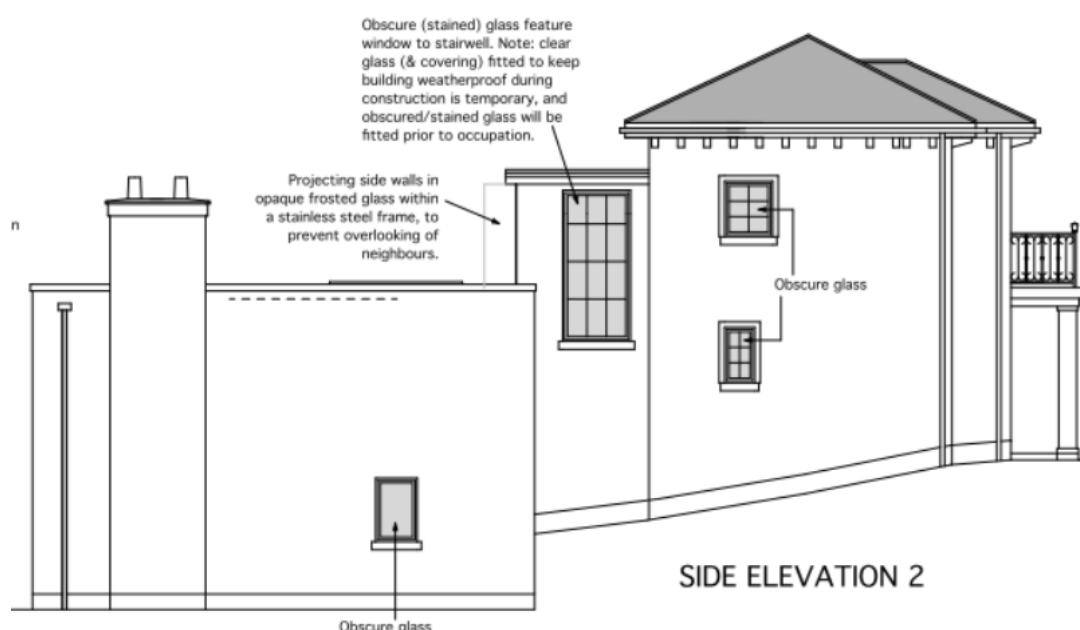 Obscure (stained) glass feature
window to stairwell. Note: clear
glass (& covering) fitted to keep
building weatherproof during
construction is temporary, and
obscured/stained glass will be
fitted prior to occupation.
Projecting side walls in
opaque frosted glass within
a stainless steel frame, to
prevent overlooking of
neighbours.
n
Obscure glass
SIDE ELEVATION 2
Obscure glass